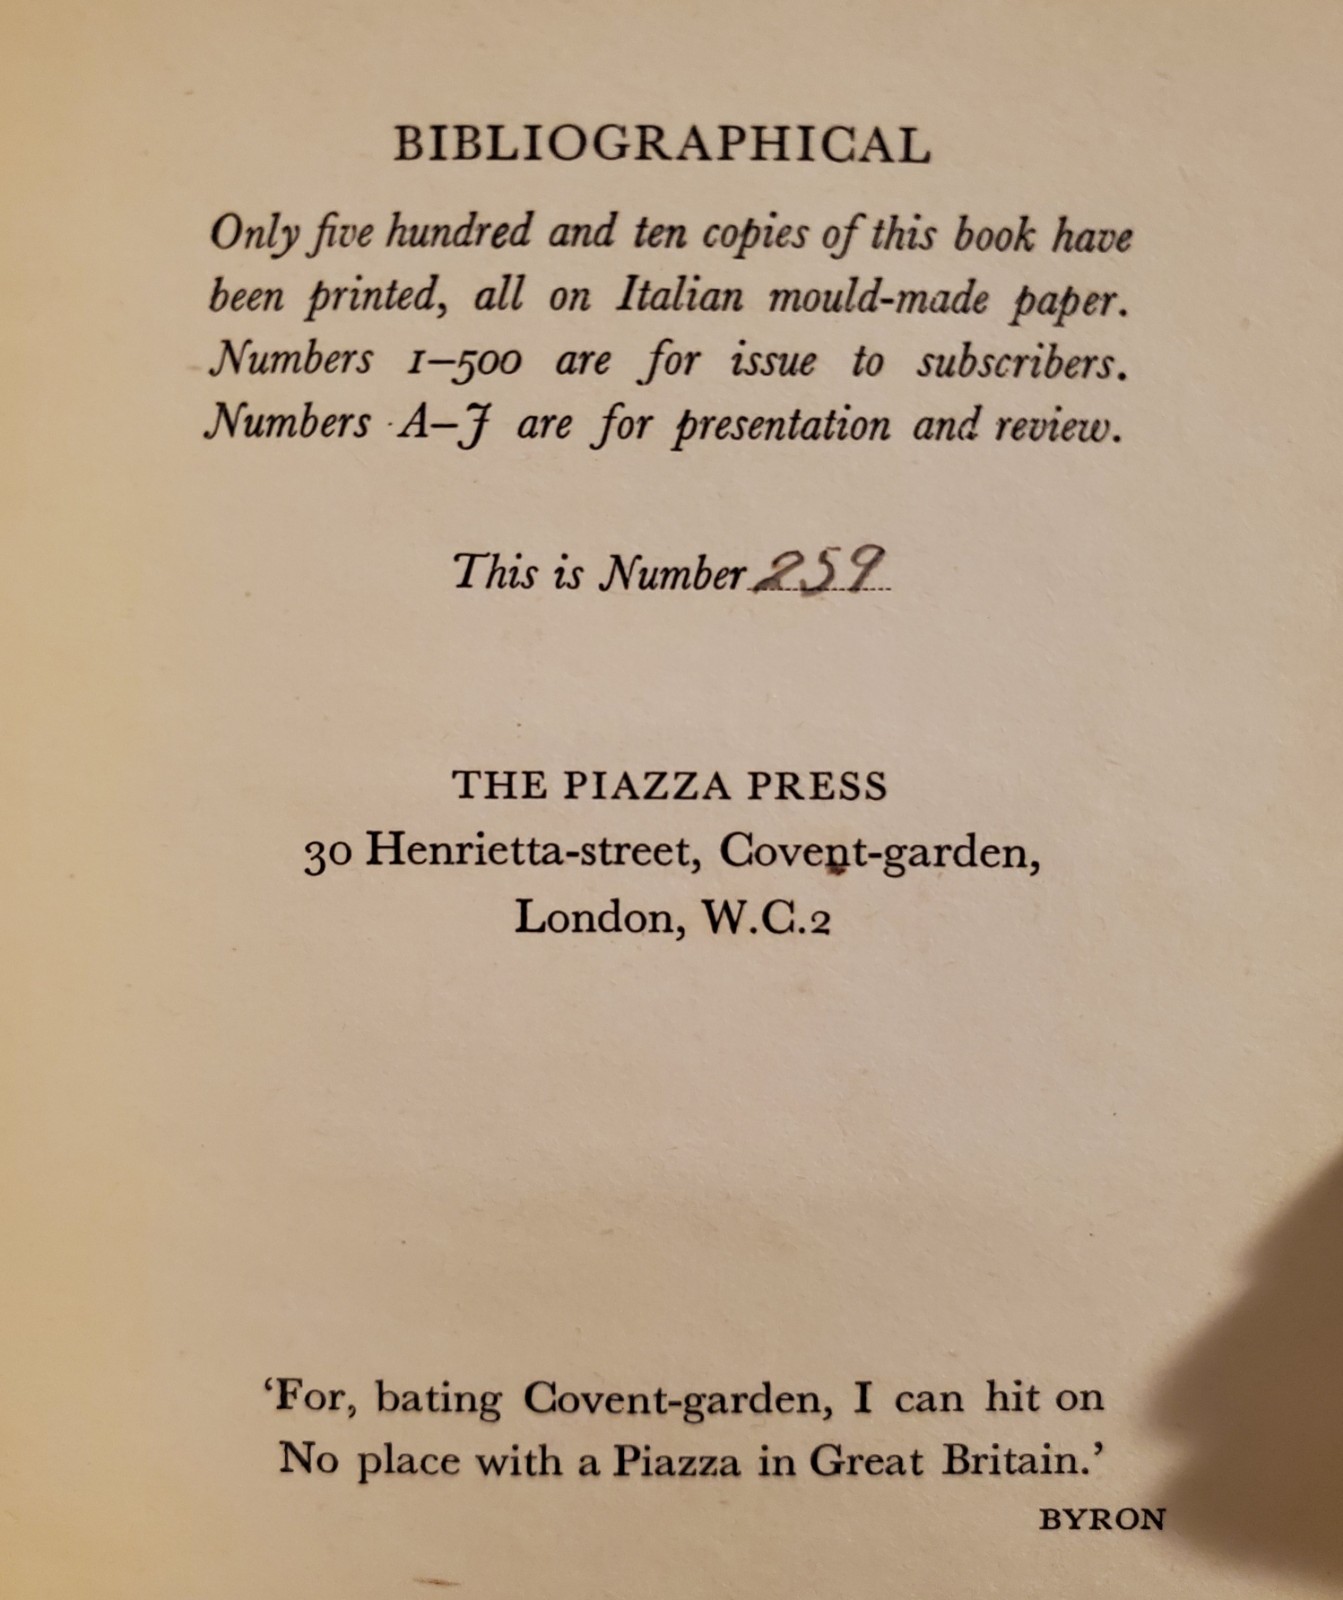 BIBLIOGRAPHICAL
Only five hundred and ten copies of this book have
been printed, all on Italian mould-made paper.
Numbers 1–500 are for issue to subscribers.
Numbers A–J are for presentation and review.
This is Number 259
THE PIAZZA PRESS
30 Henrietta-street, Covent-garden,
London, W.C.2
‘For, bating Covent-garden, I can hit on
No place with a Piazza in Great Britain.’
BYRON